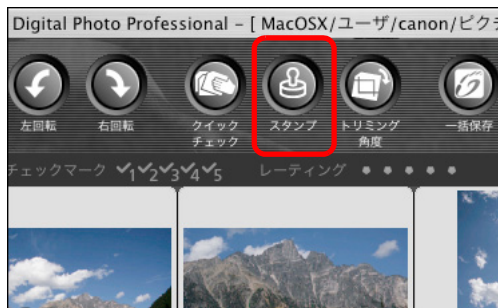 Digital Photo Professional – [ MacOSX/ユーザ/canon/ピクチ
左回転
右回転
クイック
チェック
スタンプ
トリミング
角度
一括保存
チェックマーク 1 2 3 4 5
レーティング